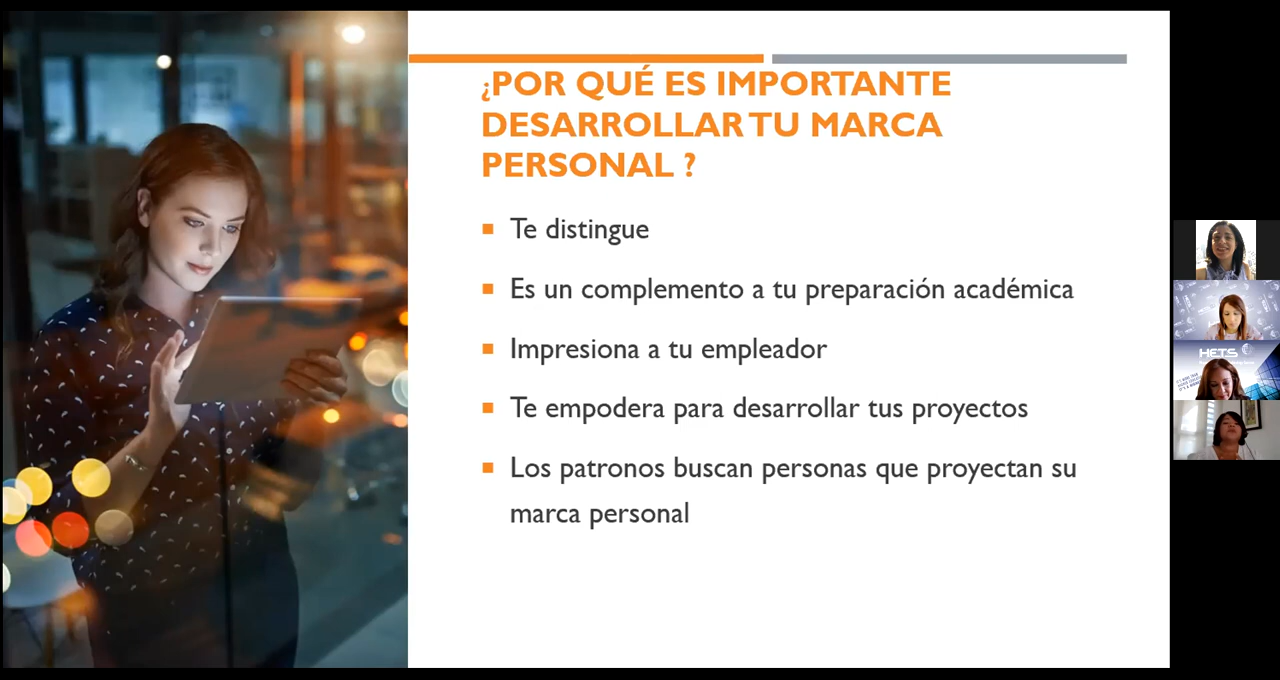 ¿POR QUÉ ES IMPORTANTE
DESARROLLAR TU MARCA
PERSONAL ?
Te distingue
Es un complemento a tu preparación académica
Impresiona a tu empleador
Te empodera para desarrollar tus proyectos
Los patronos buscan personas que proyectan su
marca personal
HETS